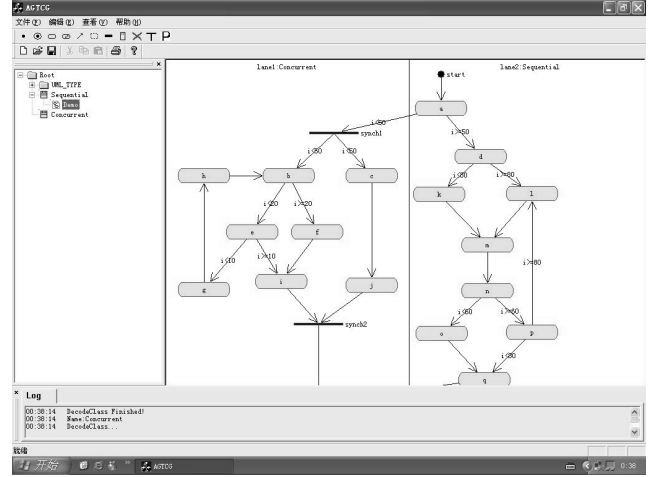 AGTCG
文件(F) 编辑(E) 查看(V) 帮助(H)
T P
Root
UML_TYPE
Sequential
Demo
Concurrent
lane1:Concurrent
lane2:Sequential
start
a
i<50
synch1
i>=50
d
i<50 i<50
i>=80
h
b
c
k
l
i<20
i>=20
e
f
m
i<10
i>=10
i>=80
g
i
j
n
synch2
i<60
i>=60
o
p
q
Log
00:38:14 DecodeClass Finished!
00:38:14 Name:Concurrent
00:38:14 DecodeClass...
就绪
开始
AGTCG
0:38